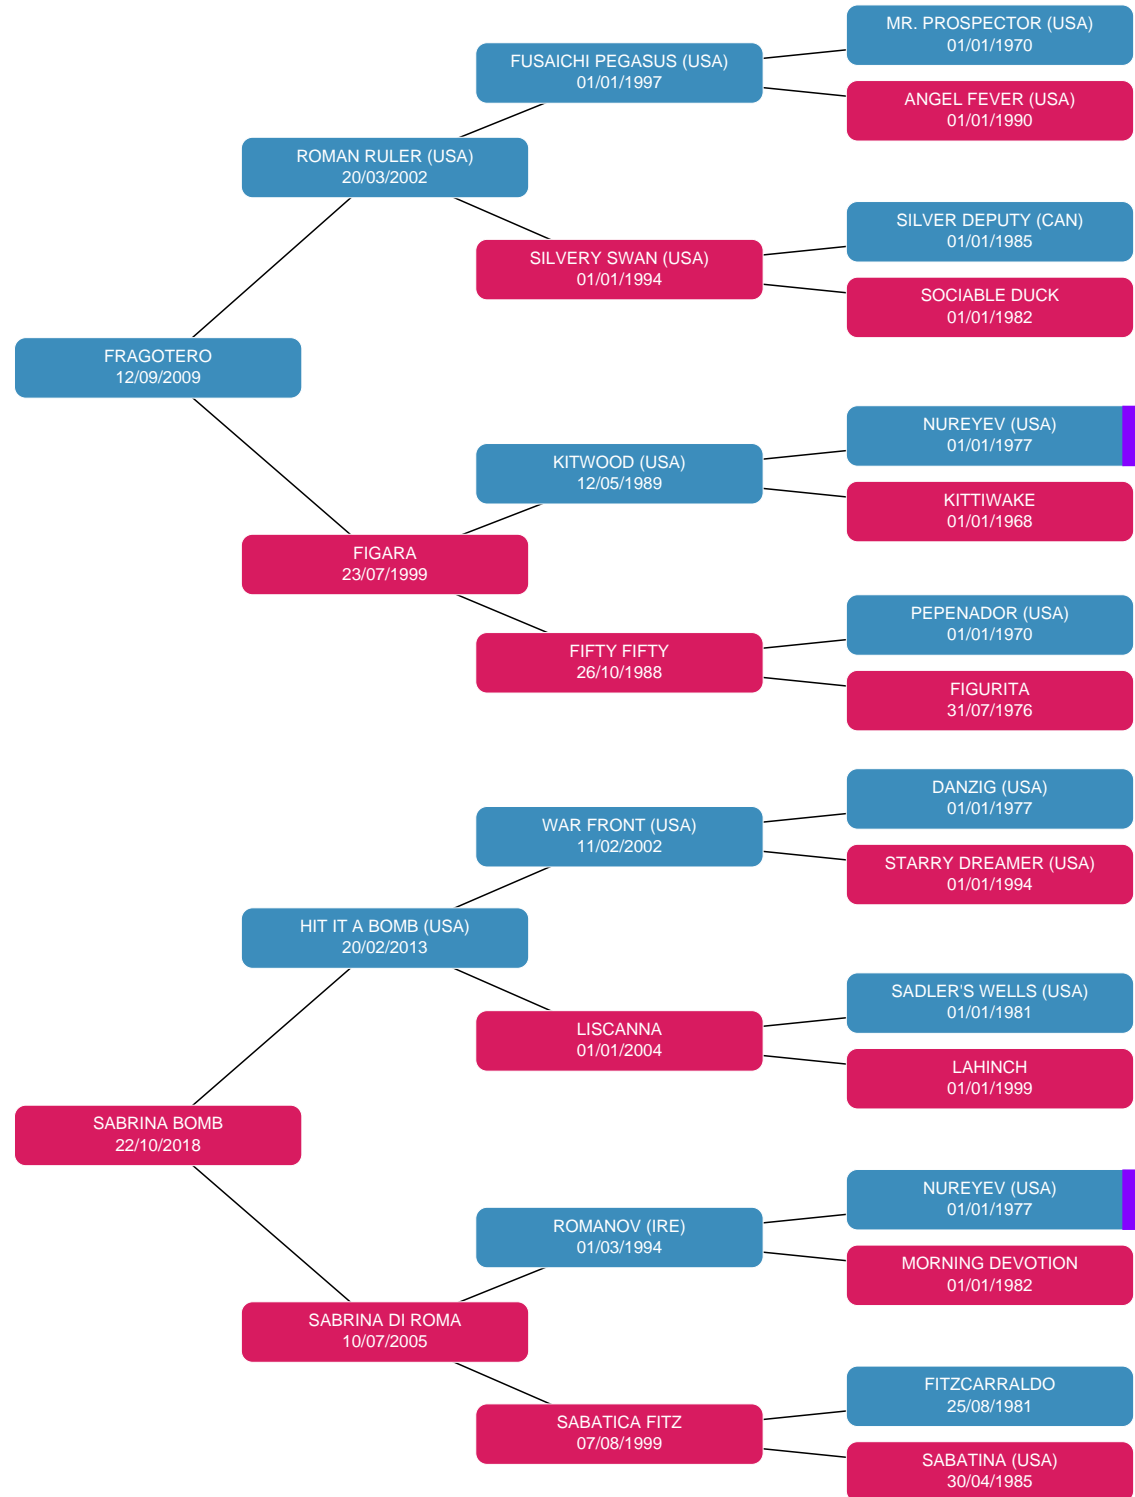 MR. PROSPECTOR (USA)
01/01/1970
FUSAICHI PEGASUS (USA)
01/01/1997
ANGEL FEVER (USA)
01/01/1990
ROMAN RULER (USA)
20/03/2002
SILVER DEPUTY (CAN)
01/01/1985
SILVERY SWAN (USA)
01/01/1994
SOCIABLE DUCK
01/01/1982
FRAGOTERO
12/09/2009
NUREYEV (USA)
01/01/1977
KITWOOD (USA)
12/05/1989
KITTIWAKE
01/01/1968
FIGARA
23/07/1999
PEPENADOR (USA)
01/01/1970
FIFTY FIFTY
26/10/1988
FIGURITA
31/07/1976
DANZIG (USA)
01/01/1977
WAR FRONT (USA)
11/02/2002
STARRY DREAMER (USA)
01/01/1994
HIT IT A BOMB (USA)
20/02/2013
SADLER'S WELLS (USA)
01/01/1981
LISCANNA
01/01/2004
LAHINCH
01/01/1999
SABRINA BOMB
22/10/2018
NUREYEV (USA)
01/01/1977
ROMANOV (IRE)
01/03/1994
MORNING DEVOTION
01/01/1982
SABRINA DI ROMA
10/07/2005
FITZCARRALDO
25/08/1981
SABATICA FITZ
07/08/1999
SABATINA (USA)
30/04/1985